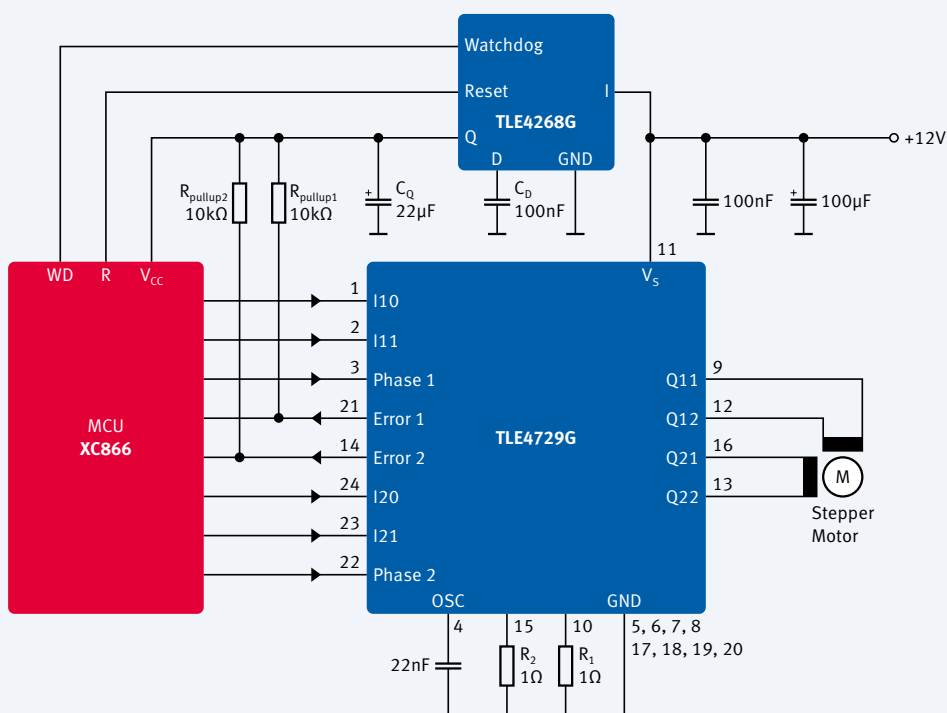 Watchdog
Reset
I
TLE4268G
Q
D
GND
+12V
R_pullup2
10kΩ
R_pullup1
10kΩ
+
C_Q
22µF
C_D
100nF
100nF
+
100µF
WD
R
V_CC
11
V_S
1
I10
2
I11
3
Phase 1
21
Error 1
14
Error 2
24
I20
23
I21
22
Phase 2
MCU
XC866
TLE4729G
Q11
9
Q12
12
Q21
16
Q22
13
M
Stepper
Motor
OSC
GND
4
15
10
5, 6, 7, 8
17, 18, 19, 20
22nF
R_2
1Ω
R_1
1Ω